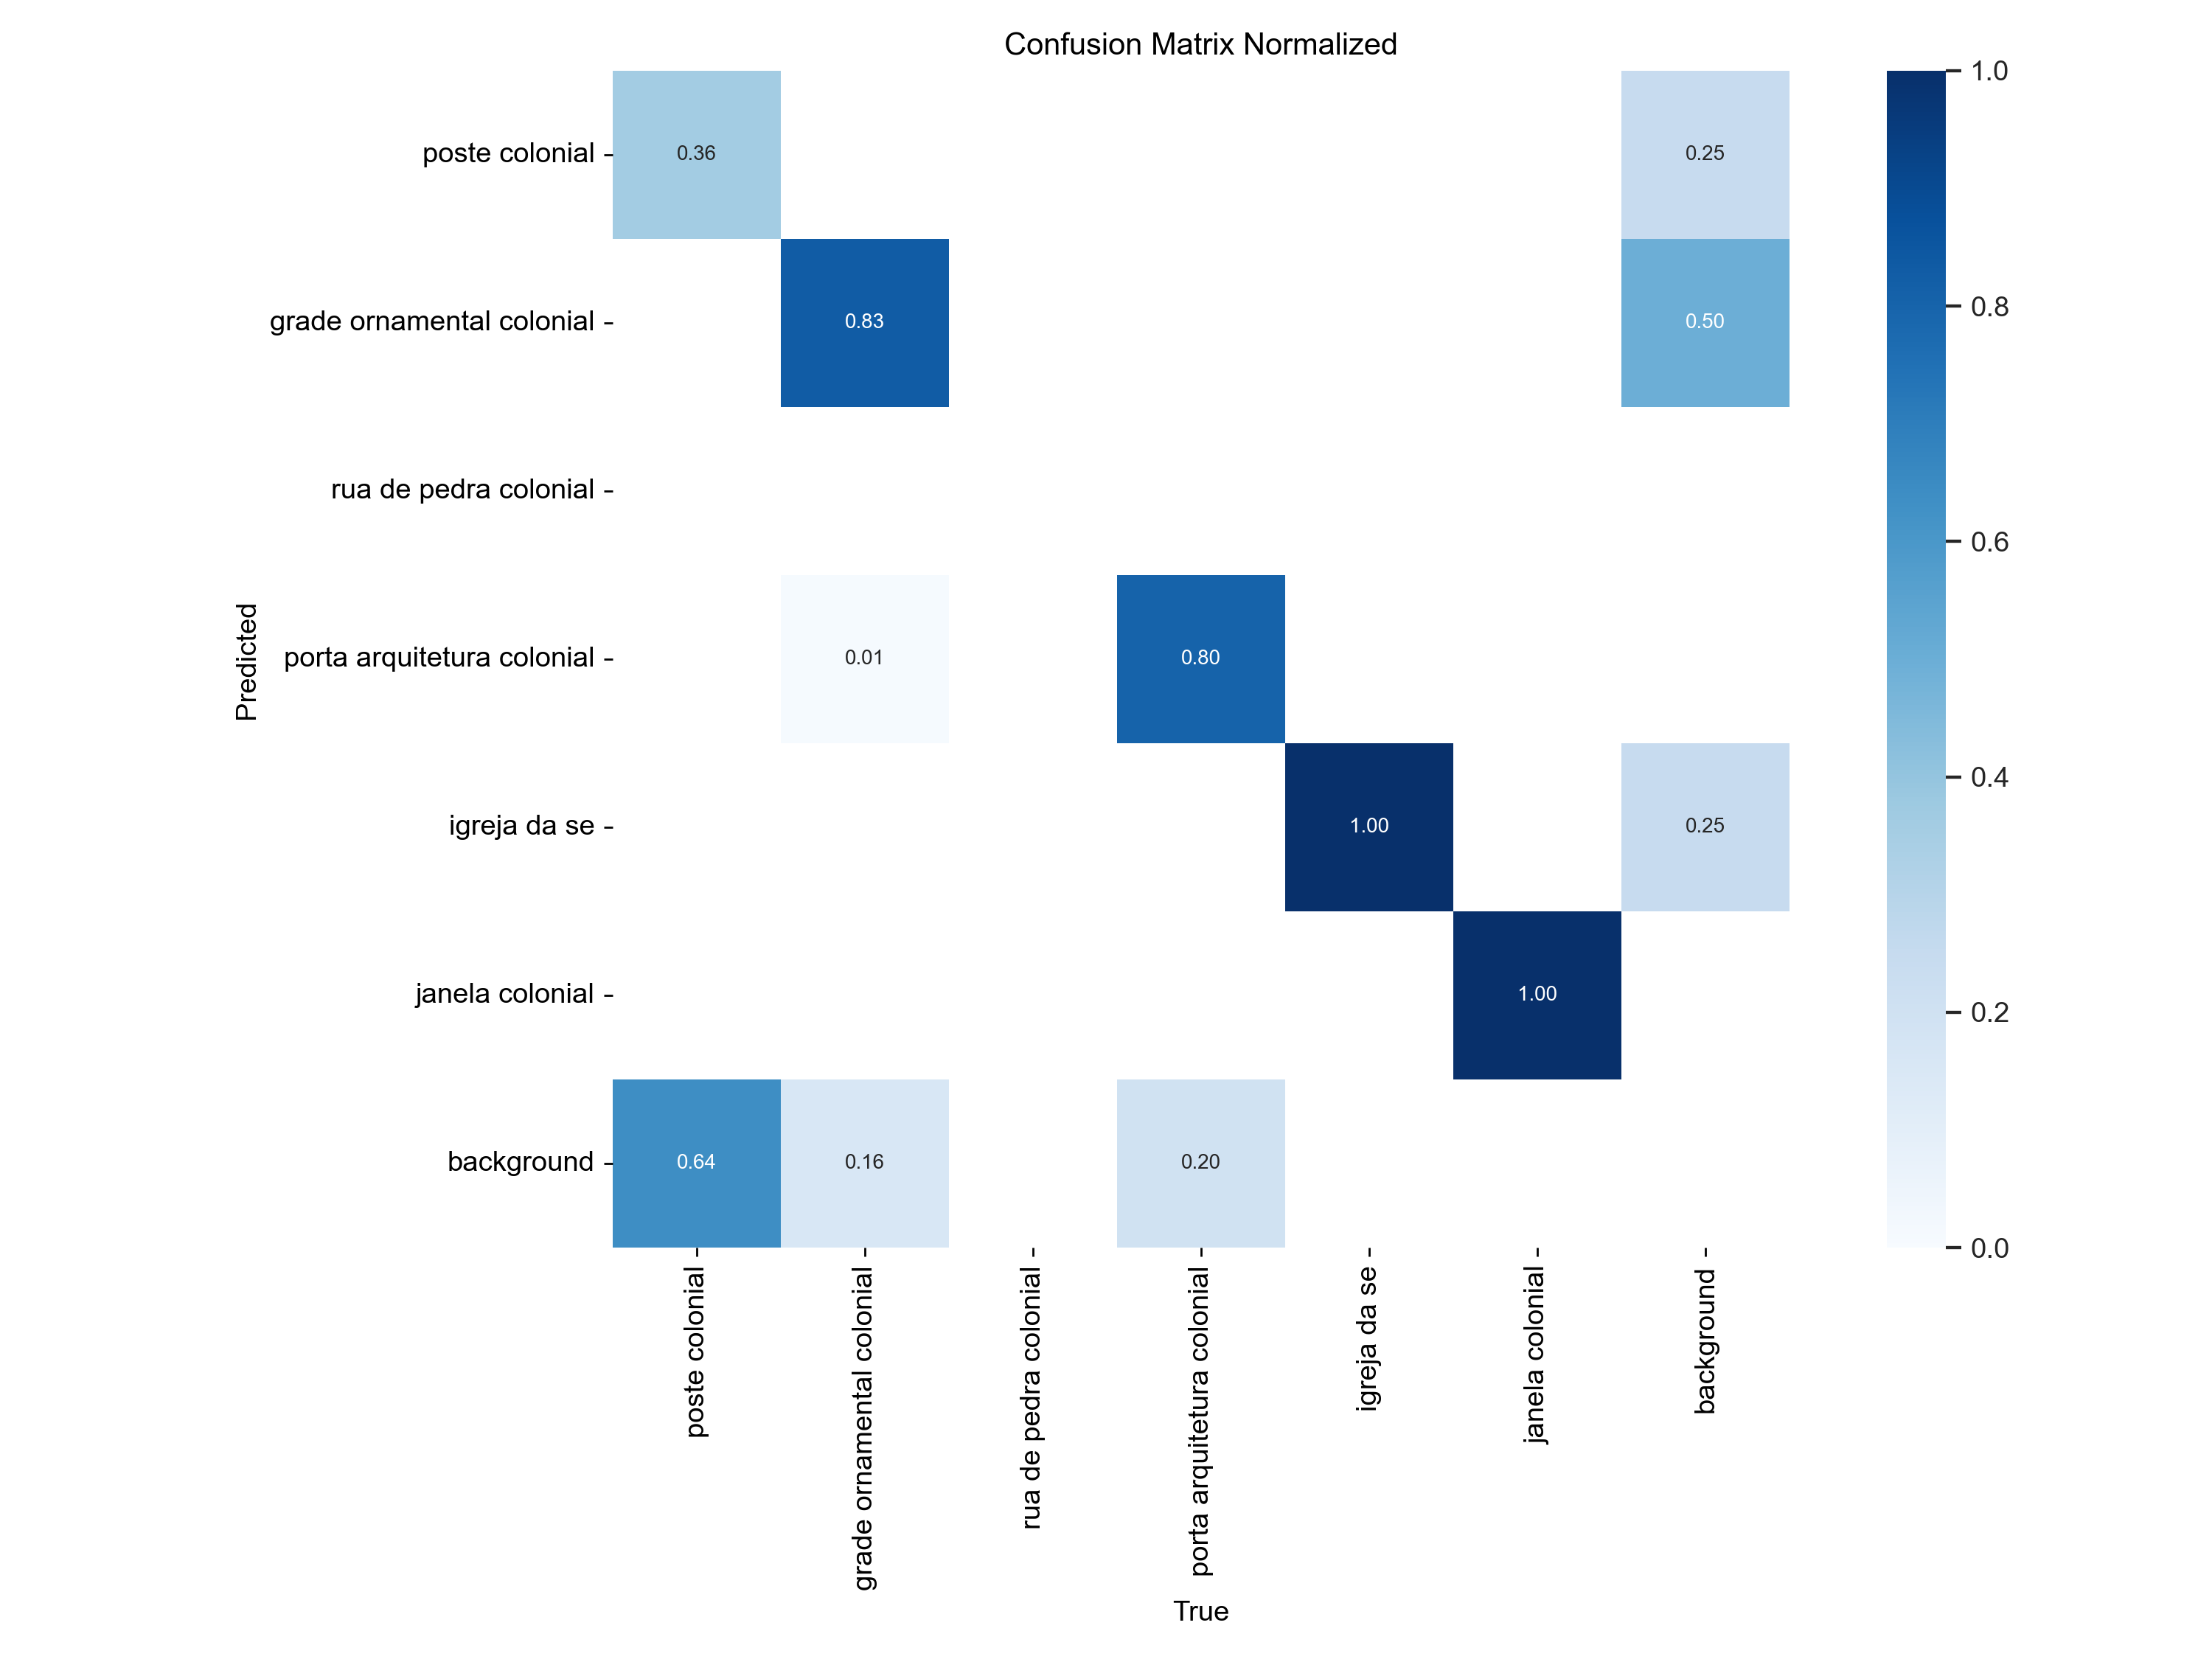 Confusion Matrix Normalized
Predicted
poste colonial
0.36
0.25
grade ornamental colonial
0.83
0.50
rua de pedra colonial
porta arquitetura colonial
0.01
0.80
igreja da se
1.00
0.25
janela colonial
1.00
background
0.64
0.16
0.20
poste colonial
grade ornamental colonial
rua de pedra colonial
porta arquitetura colonial
igreja da se
janela colonial
background
True
1.0
0.8
0.6
0.4
0.2
0.0